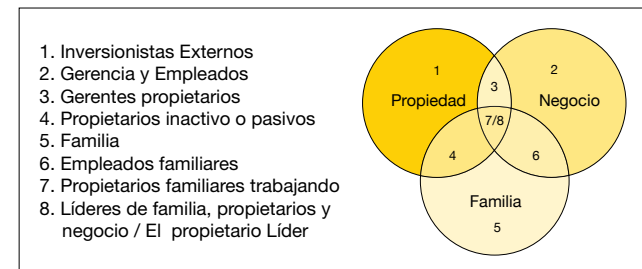 1. Inversionistas Externos
2. Gerencia y Empleados
3. Gerentes propietarios
4. Propietarios inactivo o pasivos
5. Familia
6. Empleados familiares
7. Propietarios familiares trabajando
8. Líderes de familia, propietarios y
negocio / El propietario Líder
1
2
3
Propiedad
Negocio
7/8
4
6
Familia
5